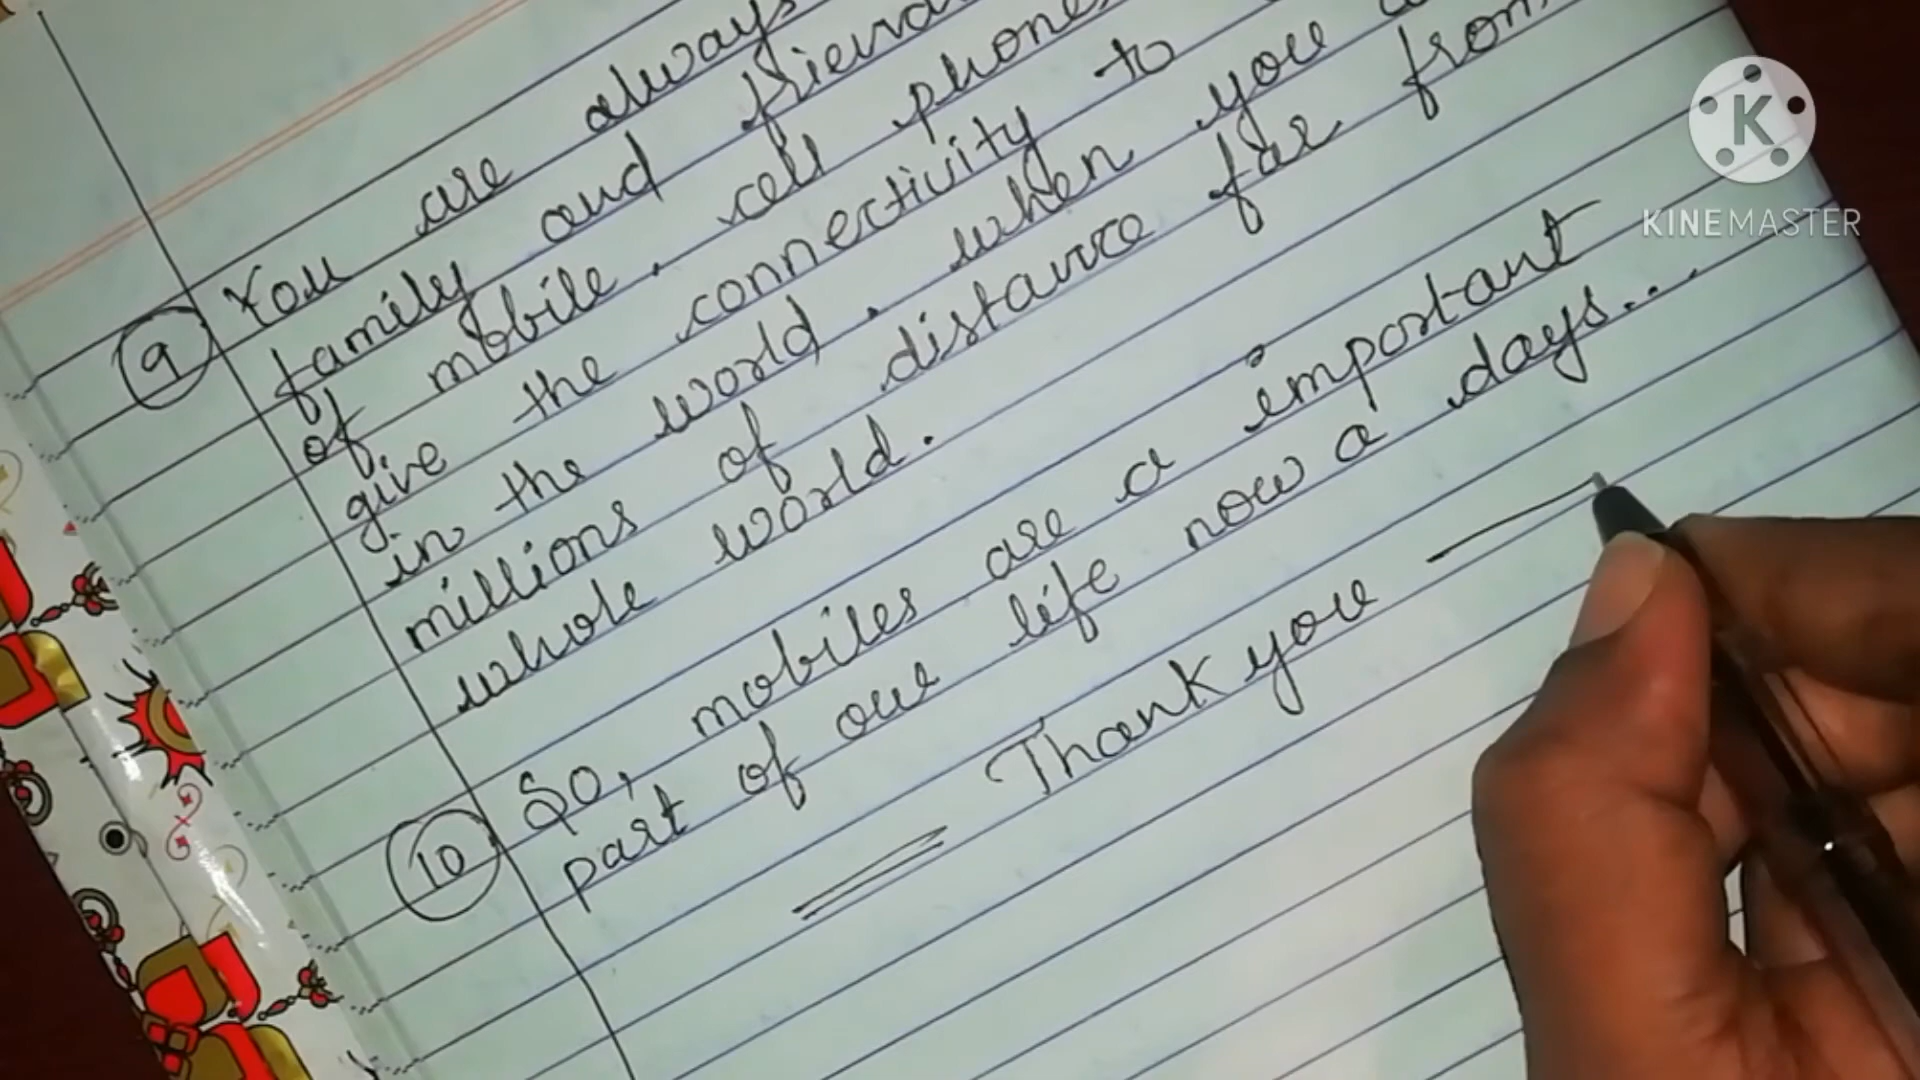 You are always
9 family and friend
of mobile. cell phone
give the connectivity to
in the world. when you
millions of distance far from
whole world.
10 So, mobiles are a important
part of our life now a days...
Thank you
K
KINEMASTER